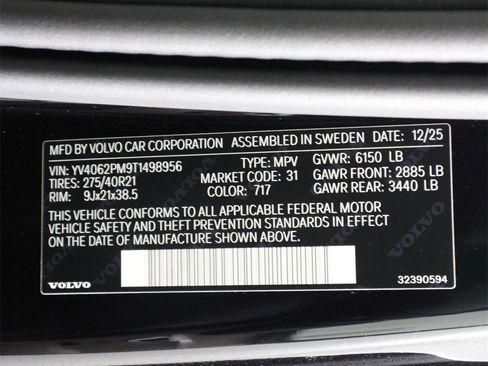 MFD BY VOLVO CAR CORPORATION ASSEMBLED IN SWEDEN DATE: 12/25
VIN: YV4062PM9T1498956 TYPE: MPV GVWR: 6150 LB
TIRES: 275/40R21 MARKET CODE: 31 GAWR FRONT: 2885 LB
RIM: 9Jx21x38.5 COLOR: 717 GAWR REAR: 3440 LB
THIS VEHICLE CONFORMS TO ALL APPLICABLE FEDERAL MOTOR
VEHICLE SAFETY AND THEFT PREVENTION STANDARDS IN EFFECT
ON THE DATE OF MANUFACTURE SHOWN ABOVE.
VOLVO 32390594